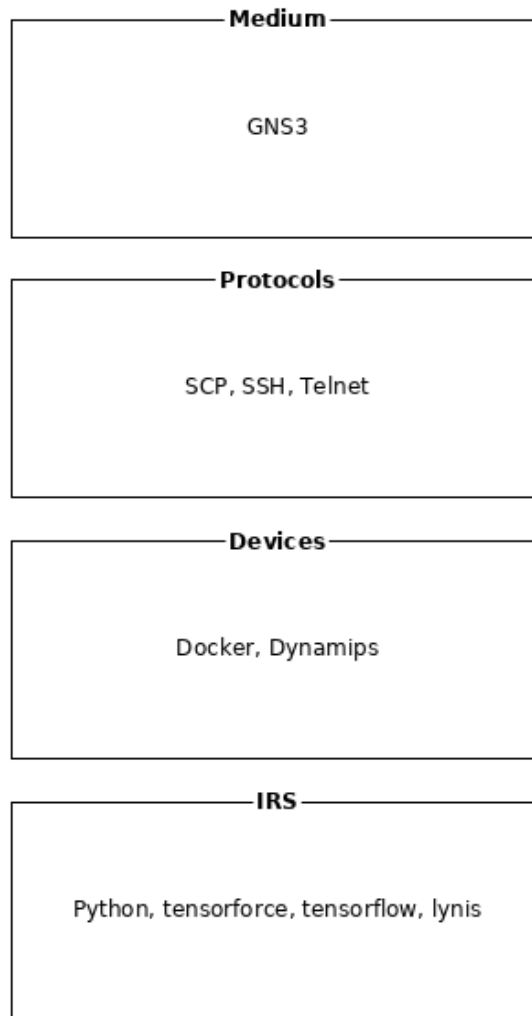 Medium
GNS3
Protocols
SCP, SSH, Telnet
Devices
Docker, Dynamips
IRS
Python, tensorforce, tensorflow, lynis